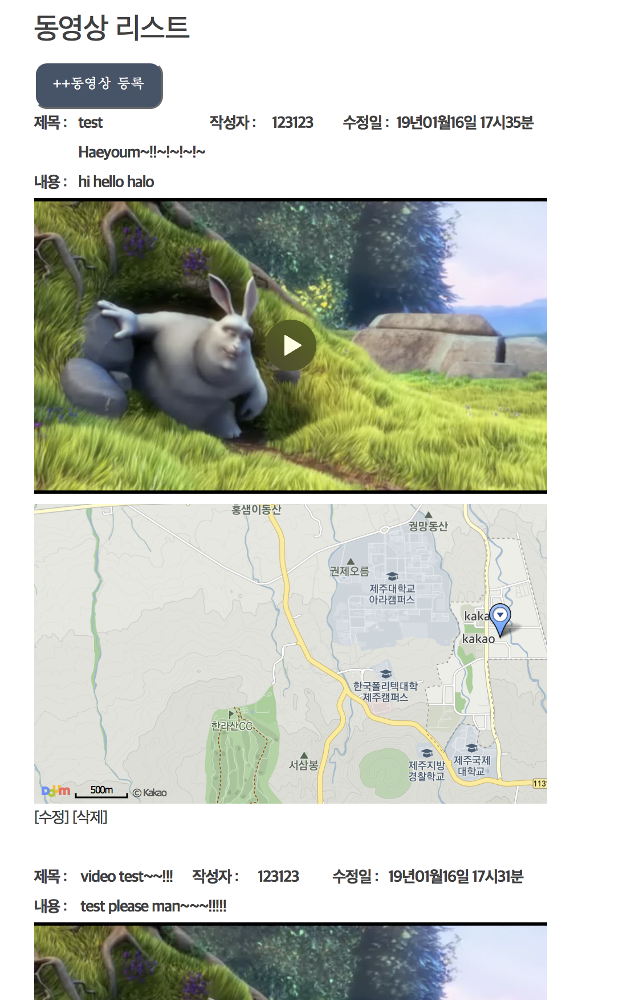 동영상 리스트
++동영상 등록
제목 : test 작성자 : 123123 수정일 : 19년01월16일 17시35분
Haeyoum~!!~!~!~!~
내용 : hi hello halo
홍샘이동산
궝망동산
권제오름
제주대학교
아라캠퍼스
kaka
kakao
한국폴리텍대학
제주캠퍼스
한라산CC
서삼봉
제주지방
경찰학교
제주국제
대학교
1131
Daum 500m © Kakao
[수정] [삭제]
제목 : video test~~!!! 작성자 : 123123 수정일 : 19년01월16일 17시31분
내용 : test please man~~~!!!!!